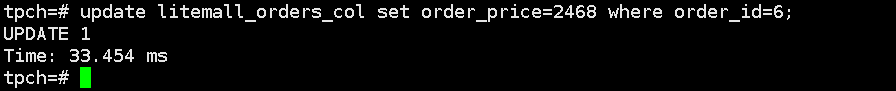 tpch=# update litemall_orders_col set order_price=2468 where order_id=6;
UPDATE 1
Time: 33.454 ms
tpch=#